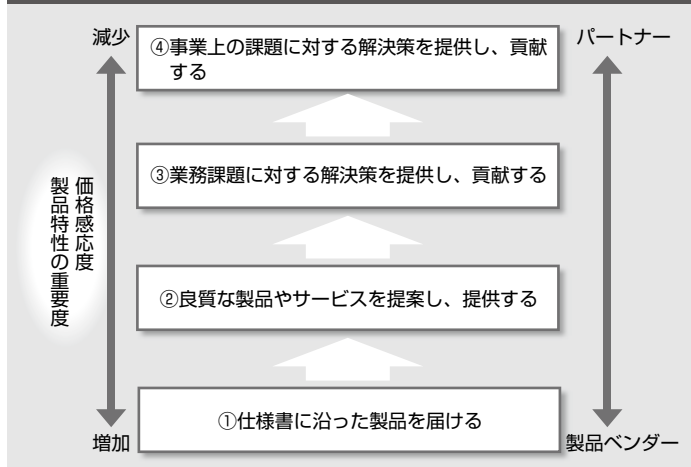 減少
④事業上の課題に対する解決策を提供し、貢献
する
パートナー
③業務課題に対する解決策を提供し、貢献する
価格感応度
製品特性の重要度
②良質な製品やサービスを提案し、提供する
①仕様書に沿った製品を届ける
増加
製品ベンダー